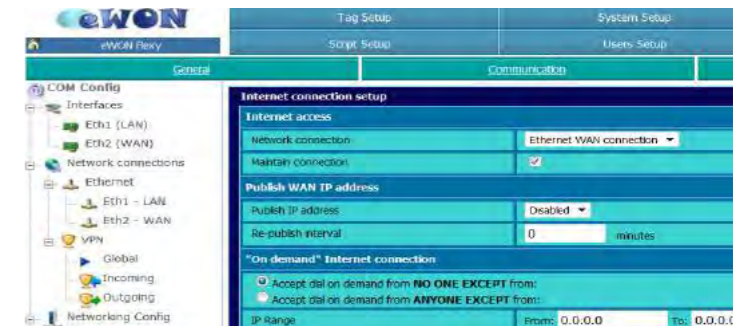 eWON
Tag Setup
System Setup
eWON Flexy
Script Setup
Users Setup
General
Communication
COM Config
Interfaces
Eth1 (LAN)
Eth2 (WAN)
Network connections
Ethernet
Eth1 - LAN
Eth2 - WAN
VPN
Global
Incoming
Outgoing
Networking Config
Internet connection setup
Internet access
Network connection
Ethernet WAN connection
Maintain connection
Publish WAN IP address
Publish IP address
Disabled
Re-publish interval
0 minutes
"On demand" Internet connection
Accept dial on demand from NO ONE EXCEPT from:
Accept dial on demand from ANYONE EXCEPT from:
IP Range
From: 0.0.0.0 To: 0.0.0.0